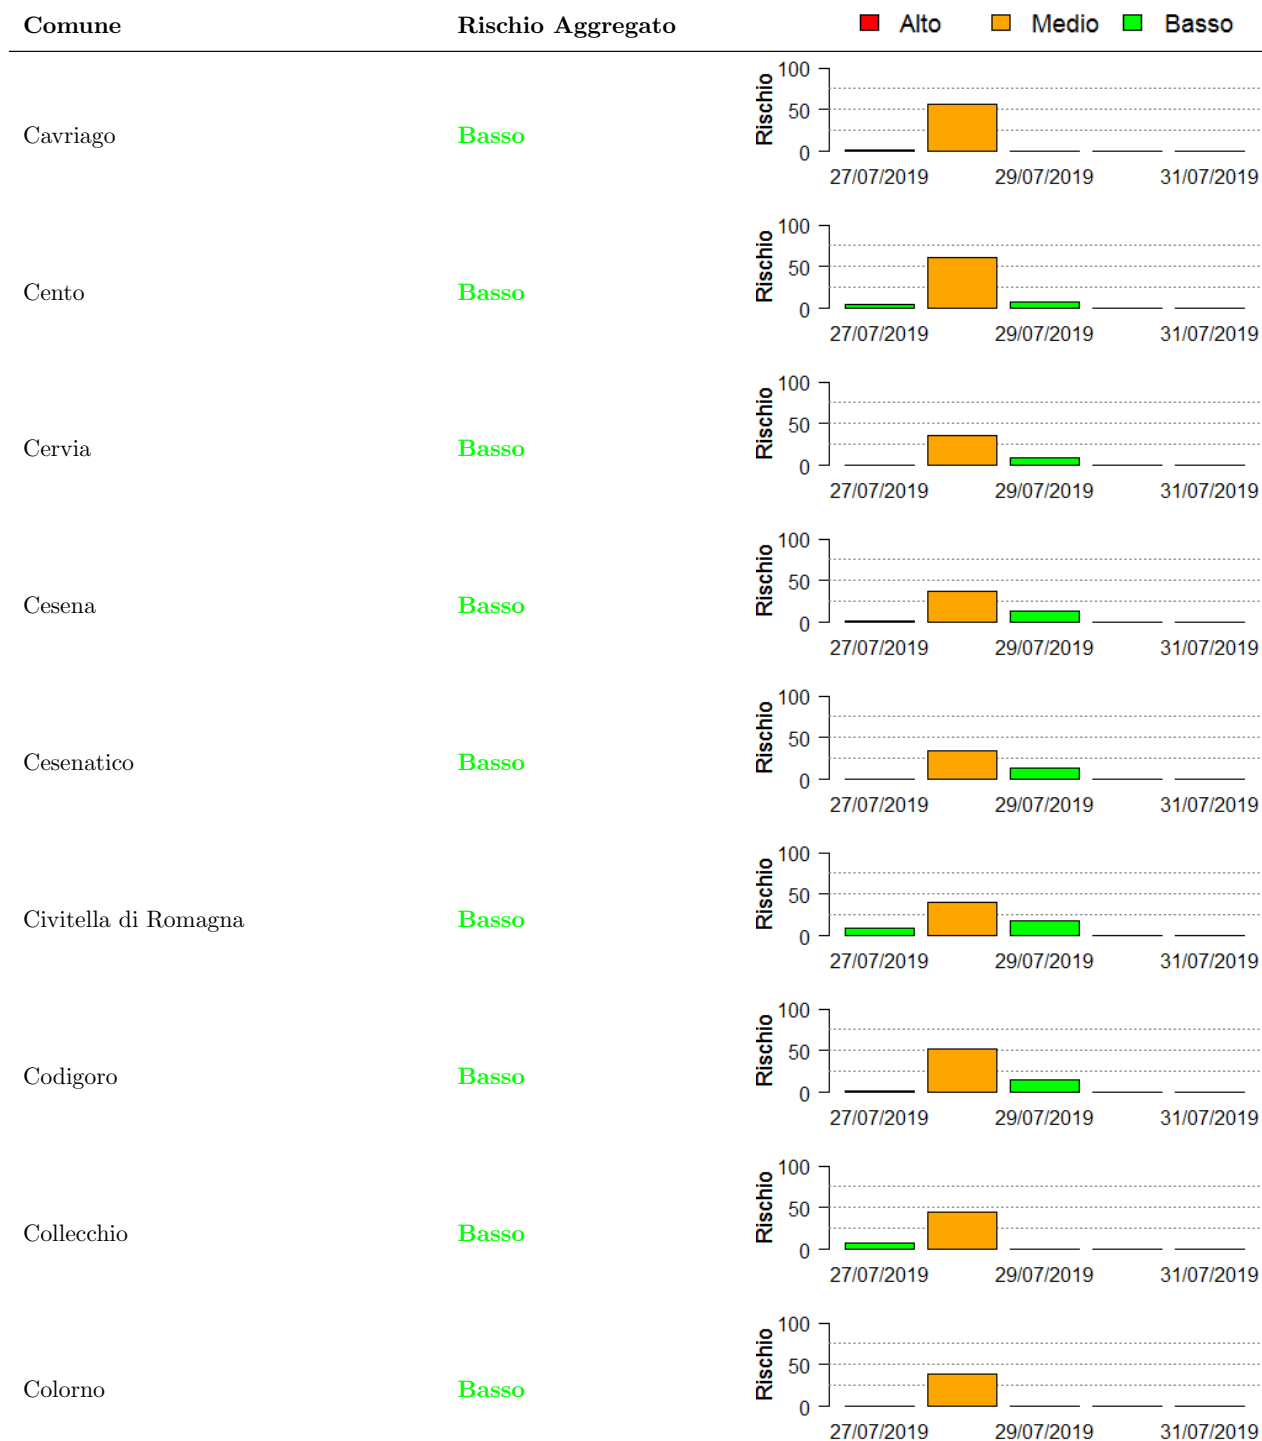 Comune Rischio Aggregato Alto Medio Basso
100
50
0
Rischio
Cavriago Basso
27/07/2019 29/07/2019 31/07/2019
100
50
0
Rischio
Cento Basso
27/07/2019 29/07/2019 31/07/2019
100
50
0
Rischio
Cervia Basso
27/07/2019 29/07/2019 31/07/2019
100
50
0
Rischio
Cesena Basso
27/07/2019 29/07/2019 31/07/2019
100
50
0
Rischio
Cesenatico Basso
27/07/2019 29/07/2019 31/07/2019
100
50
0
Rischio
Civitella di Romagna Basso
27/07/2019 29/07/2019 31/07/2019
100
50
0
Rischio
Codigoro Basso
27/07/2019 29/07/2019 31/07/2019
100
50
0
Rischio
Collecchio Basso
27/07/2019 29/07/2019 31/07/2019
100
50
0
Rischio
Colorno Basso
27/07/2019 29/07/2019 31/07/2019